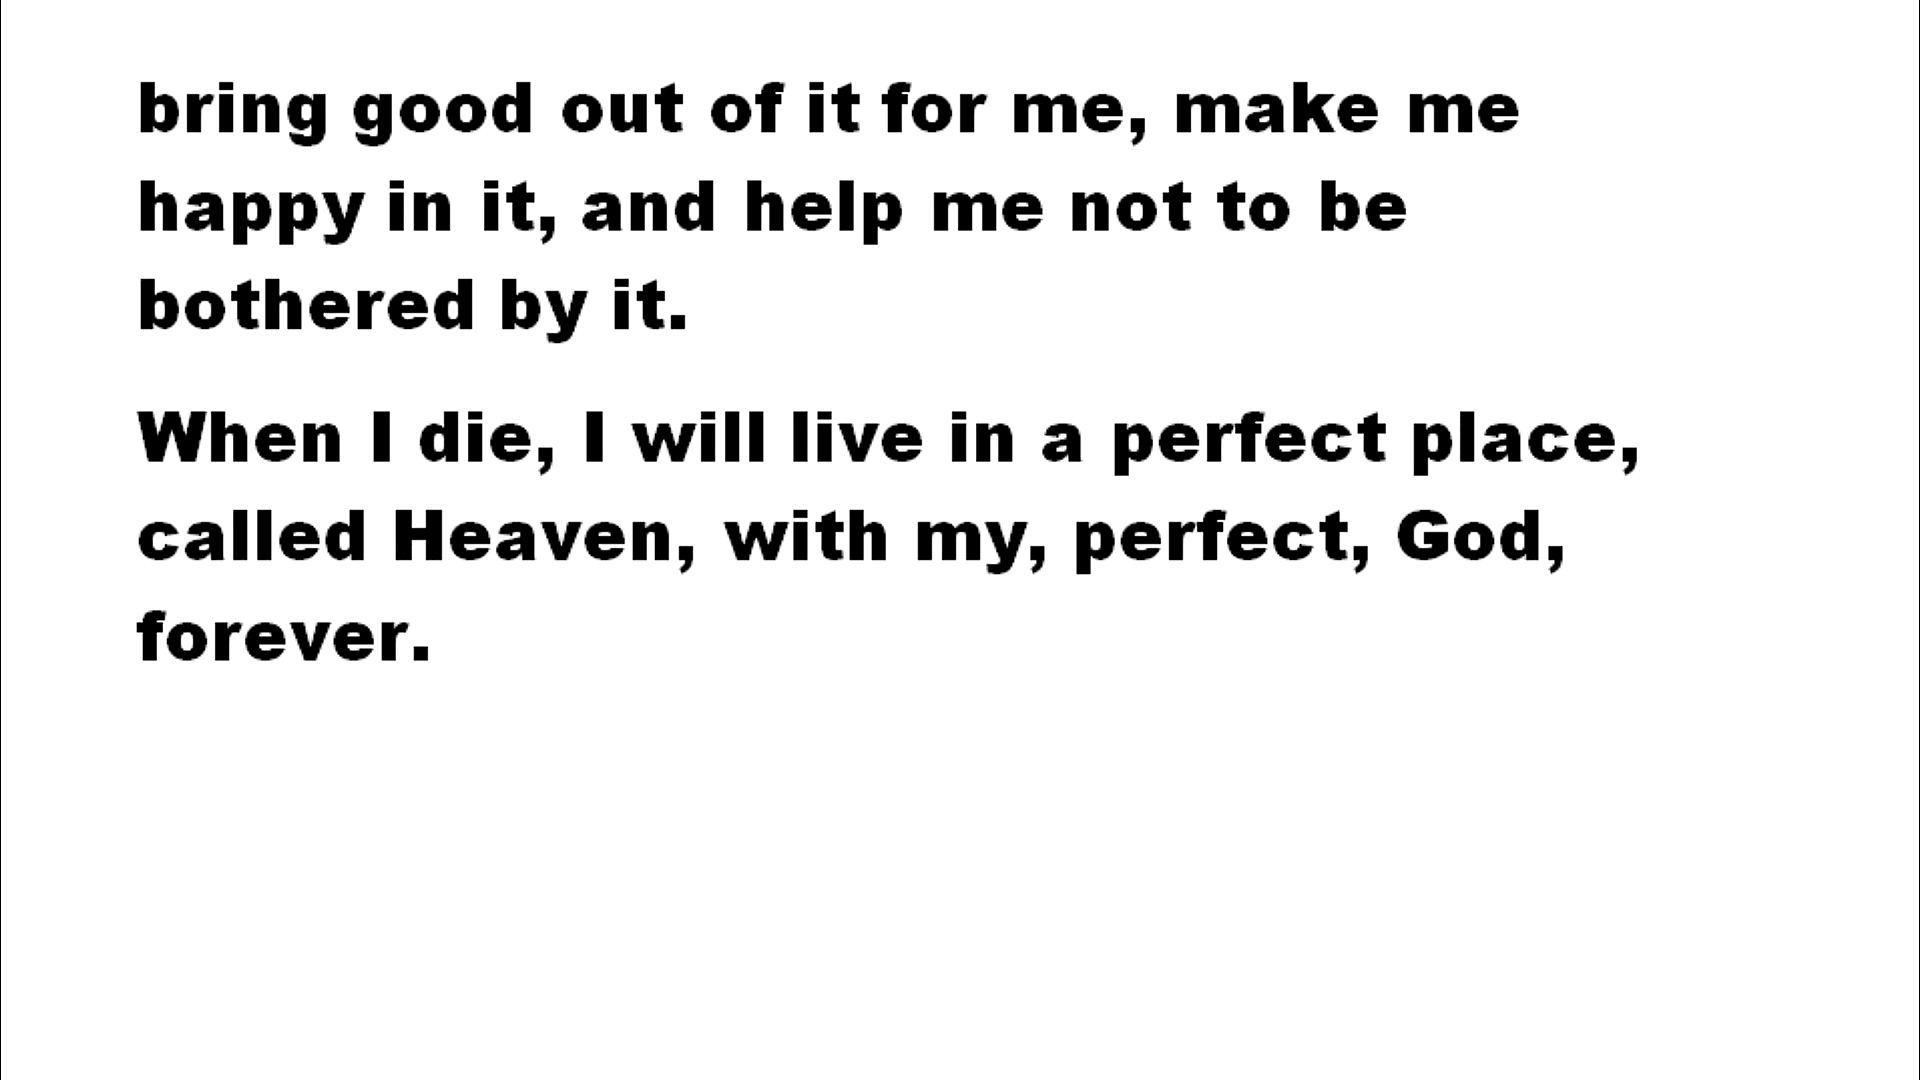 bring good out of it for me, make me
happy in it, and help me not to be
bothered by it.
When I die, I will live in a perfect place,
called Heaven, with my, perfect, God,
forever.